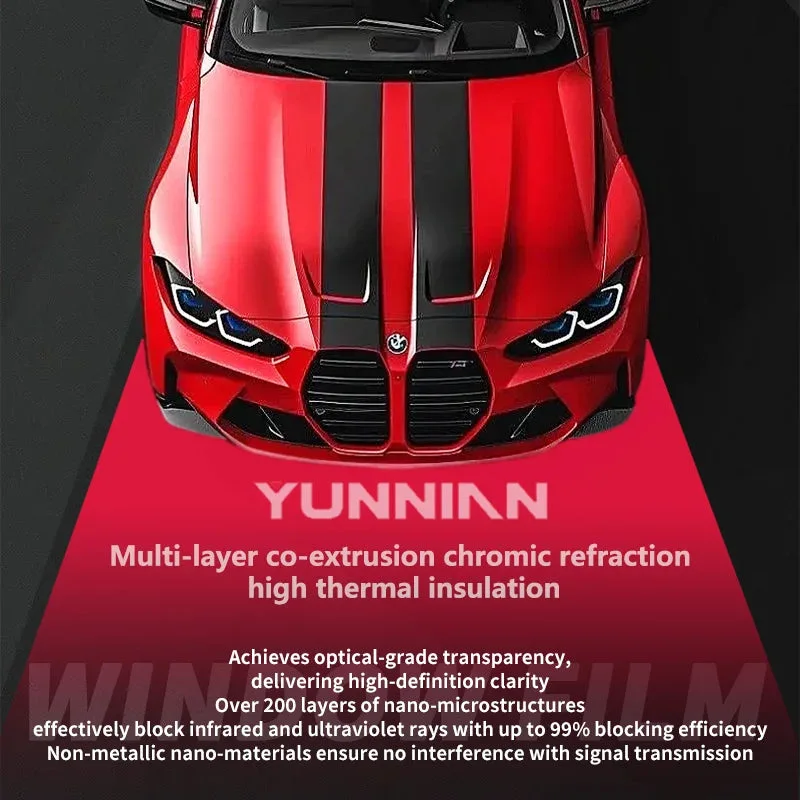 YUNNIAN
Multi-layer co-extrusion chromic refraction
high thermal insulation
Achieves optical-grade transparency,
delivering high-definition clarity
Over 200 layers of nano-microstructures
effectively block infrared and ultraviolet rays with up to 99% blocking efficiency
Non-metallic nano-materials ensure no interference with signal transmission
WINDOW FILM